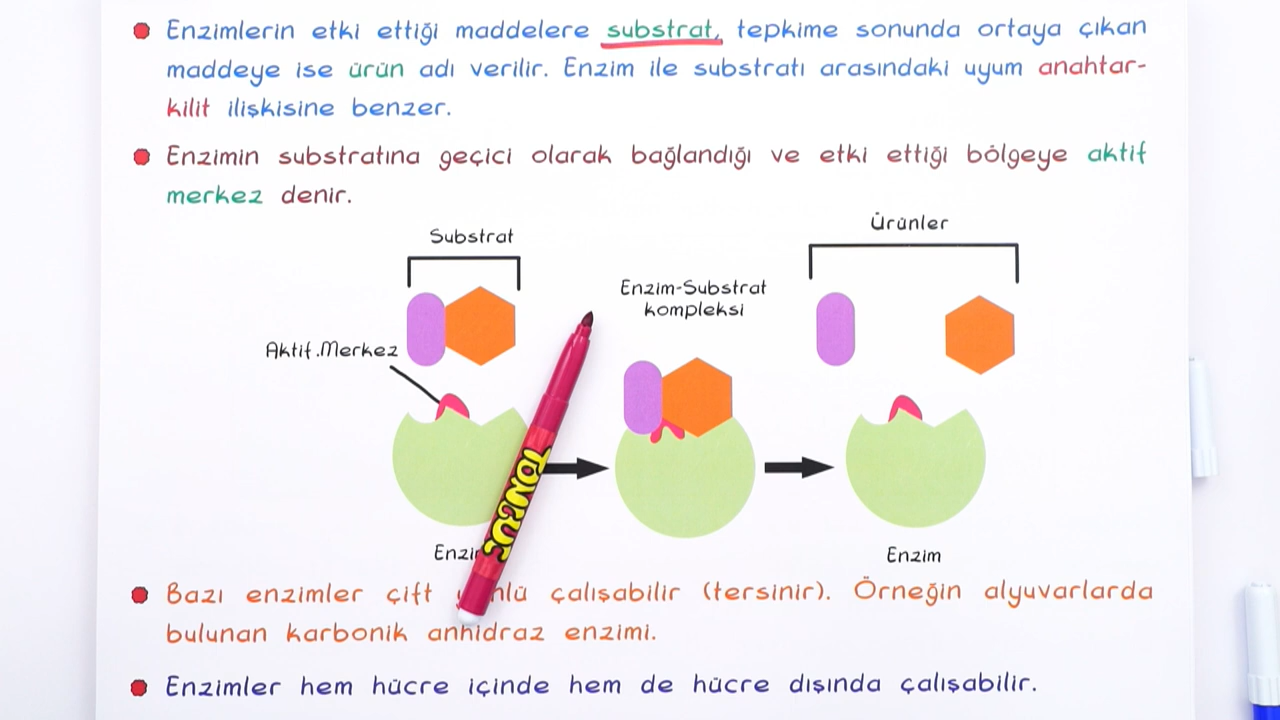 Enzimlerin etki ettiği maddelere substrat, tepkime sonunda ortaya çıkan
maddeye ise ürün adı verilir. Enzim ile substratı arasındaki uyum anahtar-
kilit ilişkisine benzer.
Enzimin substratına geçici olarak bağlandığı ve etki ettiği bölgeye aktif
merkez denir.
Substrat
Ürünler
Enzim-Substrat
kompleksi
Aktif.Merkez
TOMBUŞ
Enzim
Bazı enzimler çift çalışabilir (tersinir). Örneğin alyuvarlarda
bulunan karbonik anhidraz enzimi.
Enzimler hem hücre içinde hem de hücre dışında çalışabilir.